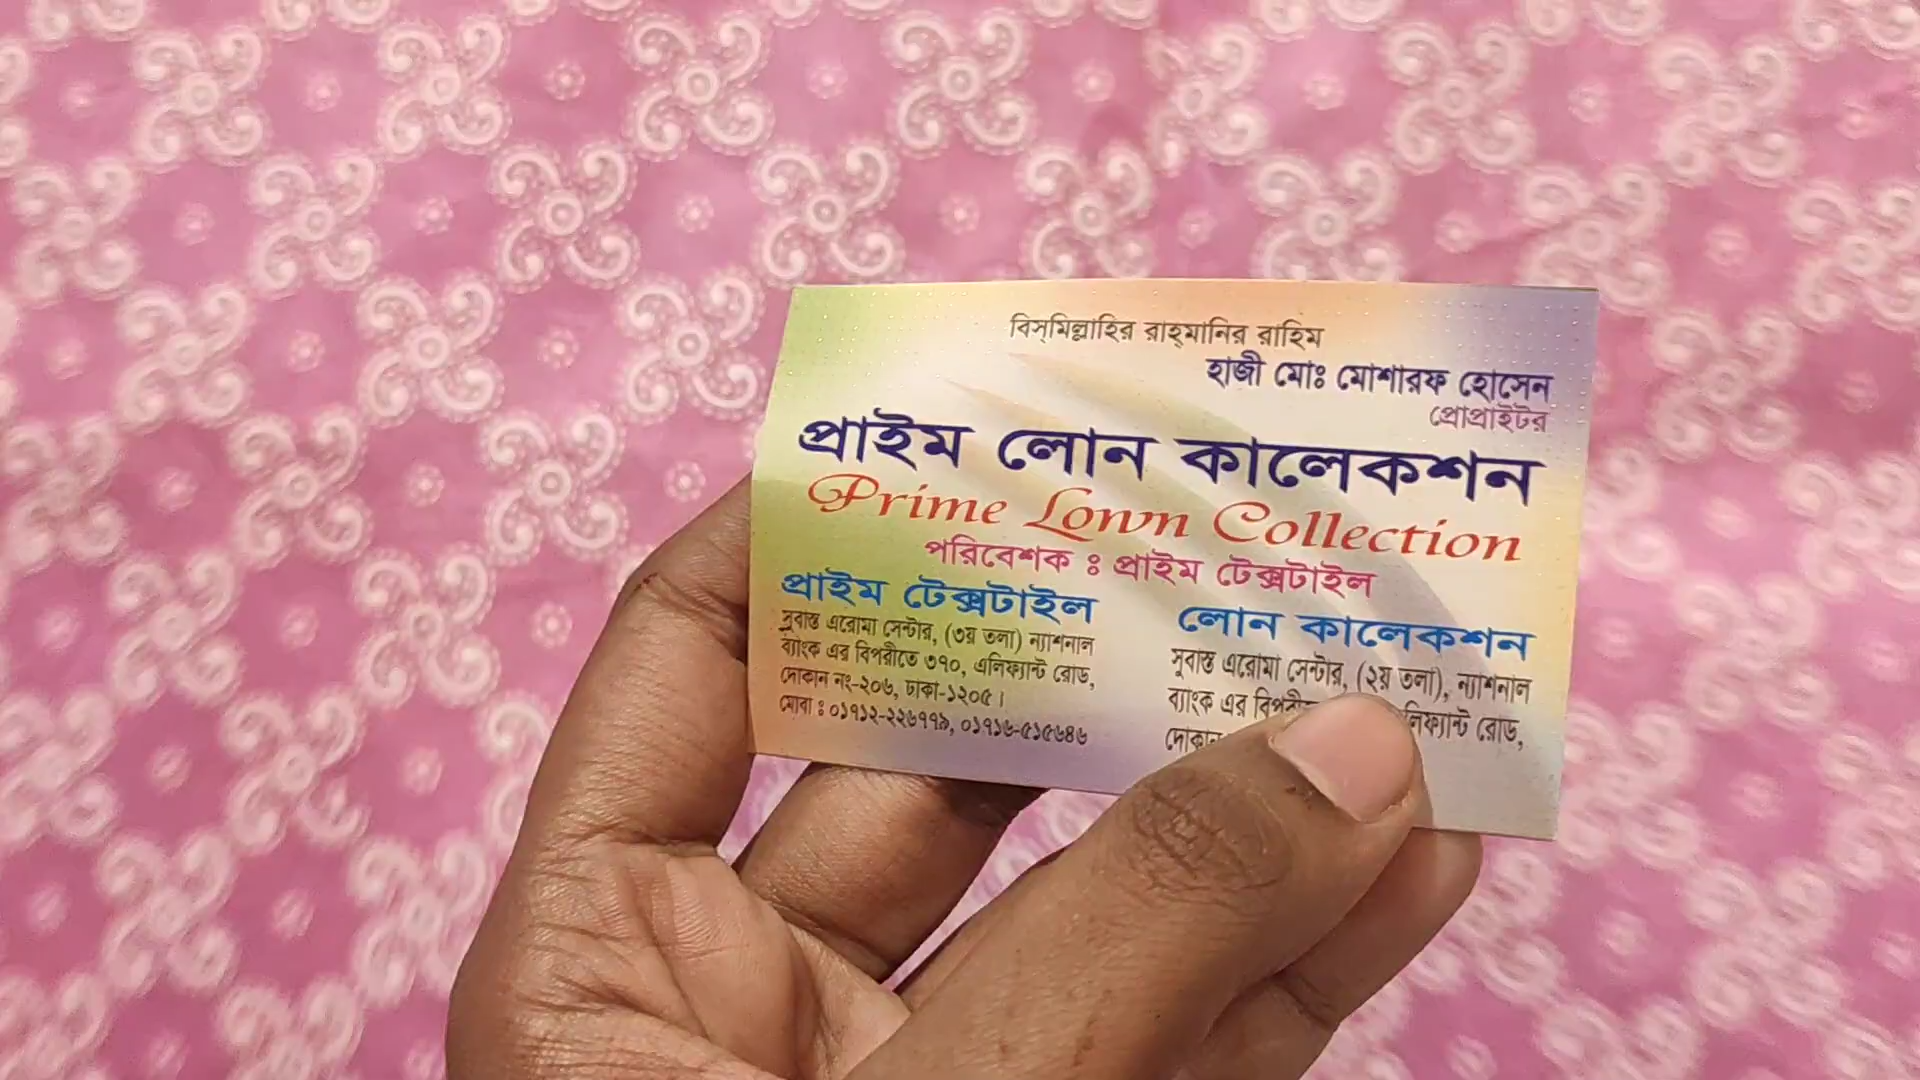 বিস্‌মিল্লাহির রাহ্‌মানির রাহিম
হাজী মোঃ মোশারফ হোসেন
প্রোপ্রাইটর
প্রাইম লোন কালেকশন
Prime Lown Collection
পরিবেশক ঃ প্রাইম টেক্সটাইল
প্রাইম টেক্সটাইল
সুবাস্ত এরোমা সেন্টার, (৩য় তলা) ন্যাশনাল
ব্যাংক এর বিপরীতে ৩৭০, এলিফ্যান্ট রোড,
দোকান নং-২০৬, ঢাকা-১২০৫।
মোবা ঃ ০১৭১২-২২৬৭৭৯, ০১৭১৬-৫১৫৬৪৬
লোন কালেকশন
সুবাস্ত এরোমা সেন্টার, (২য় তলা), ন্যাশনাল
ব্যাংক এর রোড,